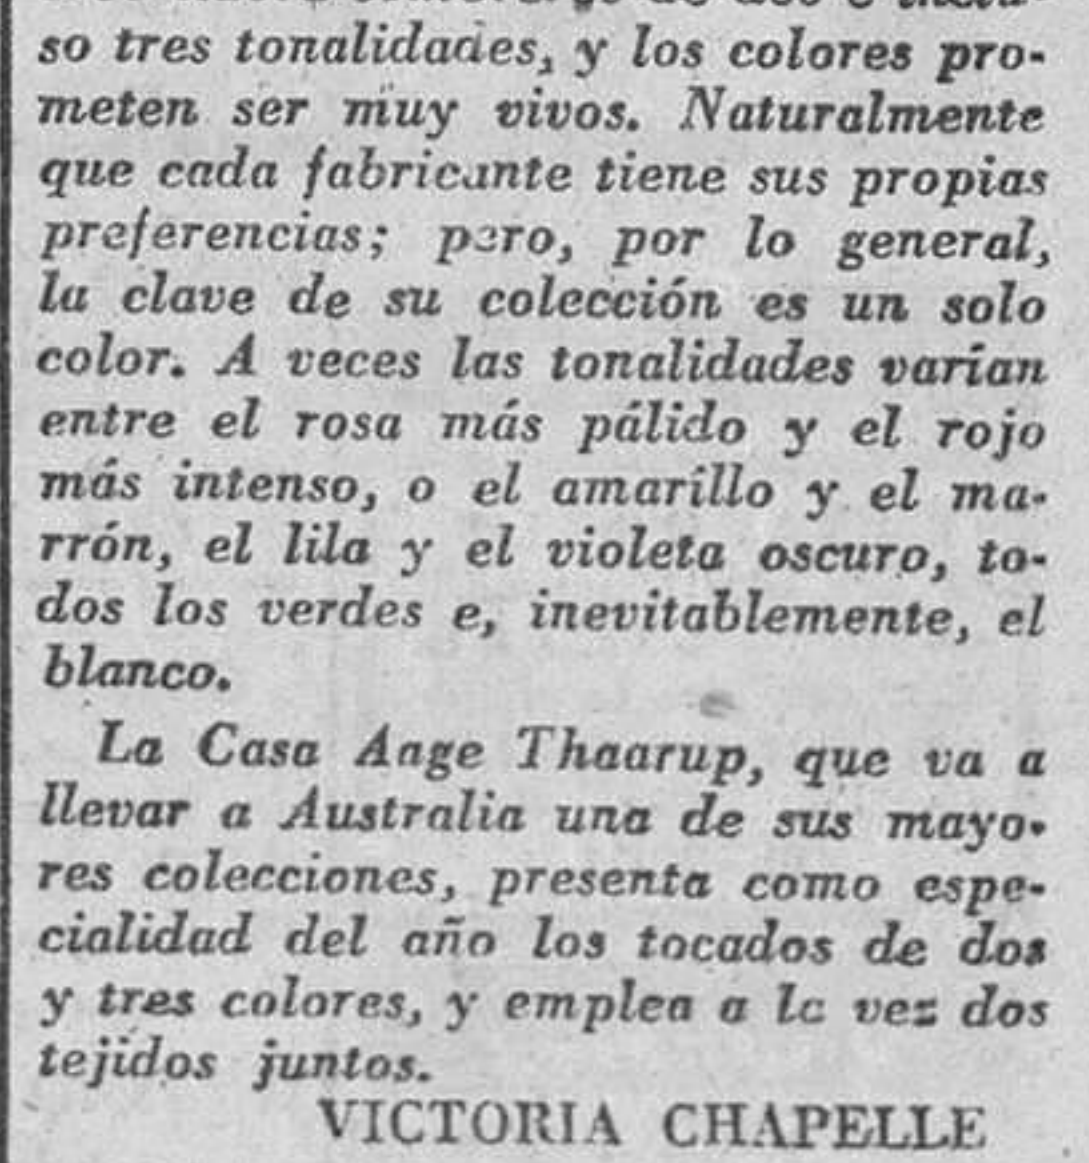 so tres tonalidades, y los colores pro-
meten ser muy vivos. Naturalmente
que cada fabricante tiene sus propias
preferencias; pero, por lo general,
la clave de su colección es un solo
color. A veces las tonalidades varían
entre el rosa más pálido y el rojo
más intenso, o el amarillo y el ma-
rrón, el lila y el violeta oscuro, to-
dos los verdes e, inevitablemente, el
blanco.
La Casa Aage Thaarup, que va a
llevar a Australia una de sus mayo-
res colecciones, presenta como espe-
cialidad del año los tocados de dos
y tres colores, y emplea a la vez dos
tejidos juntos.
VICTORIA CHAPELLE